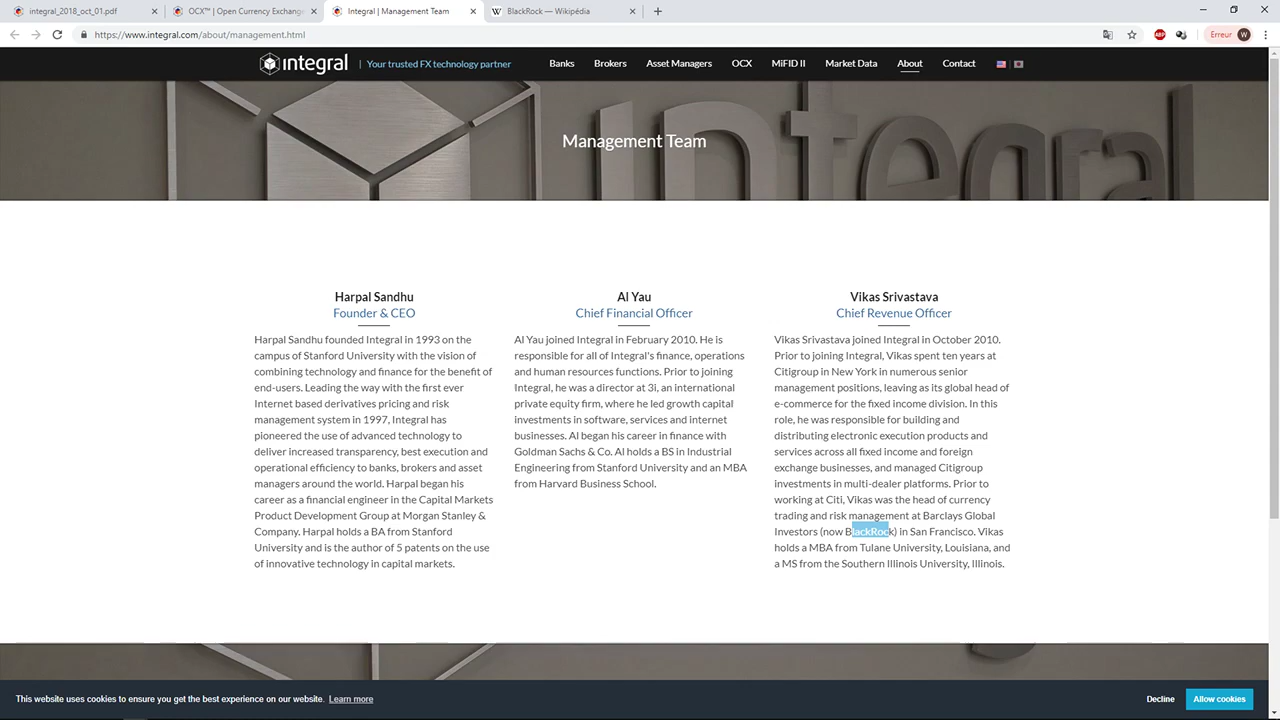 integral_2018_oct_01.pdf
OCX™ | Open Currency Exchange
Integral | Management Team
BlackRock — Wikipédia
https://www.integral.com/about/management.html
ABP
Erreur W
integral | Your trusted FX technology partner
Banks Brokers Asset Managers OCX MiFID II Market Data About Contact
integral
Management Team
Harpal Sandhu
Founder & CEO
Harpal Sandhu founded Integral in 1993 on the
campus of Stanford University with the vision of
combining technology and finance for the benefit of
end-users. Leading the way with the first ever
Internet based derivatives pricing and risk
management system in 1997, Integral has
pioneered the use of advanced technology to
deliver increased transparency, best execution and
operational efficiency to banks, brokers and asset
managers around the world. Harpal began his
career as a financial engineer in the Capital Markets
Product Development Group at Morgan Stanley &
Company. Harpal holds a BA from Stanford
University and is the author of 5 patents on the use
of innovative technology in capital markets.
Al Yau
Chief Financial Officer
Al Yau joined Integral in February 2010. He is
responsible for all of Integral's finance, operations
and human resources functions. Prior to joining
Integral, he was a director at 3i, an international
private equity firm, where he led growth capital
investments in software, services and internet
businesses. Al began his career in finance with
Goldman Sachs & Co. Al holds a BS in Industrial
Engineering from Stanford University and an MBA
from Harvard Business School.
Vikas Srivastava
Chief Revenue Officer
Vikas Srivastava joined Integral in October 2010.
Prior to joining Integral, Vikas spent ten years at
Citigroup in New York in numerous senior
management positions, leaving as its global head of
e-commerce for the fixed income division. In this
role, he was responsible for building and
distributing electronic execution products and
services across all fixed income and foreign
exchange businesses, and managed Citigroup
investments in multi-dealer platforms. Prior to
working at Citi, Vikas was the head of currency
trading and risk management at Barclays Global
Investors (now BlackRock) in San Francisco. Vikas
holds a MBA from Tulane University, Louisiana, and
a MS from the Southern Illinois University, Illinois.
This website uses cookies to ensure you get the best experience on our website. Learn more
Decline Allow cookies